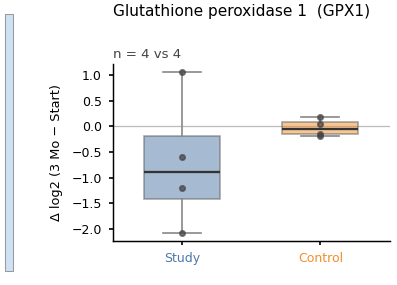 Glutathione peroxidase 1 (GPX1)
n = 4 vs 4
Δ log2 (3 Mo − Start)
1.0
0.5
0.0
−0.5
−1.0
−1.5
−2.0
Study Control